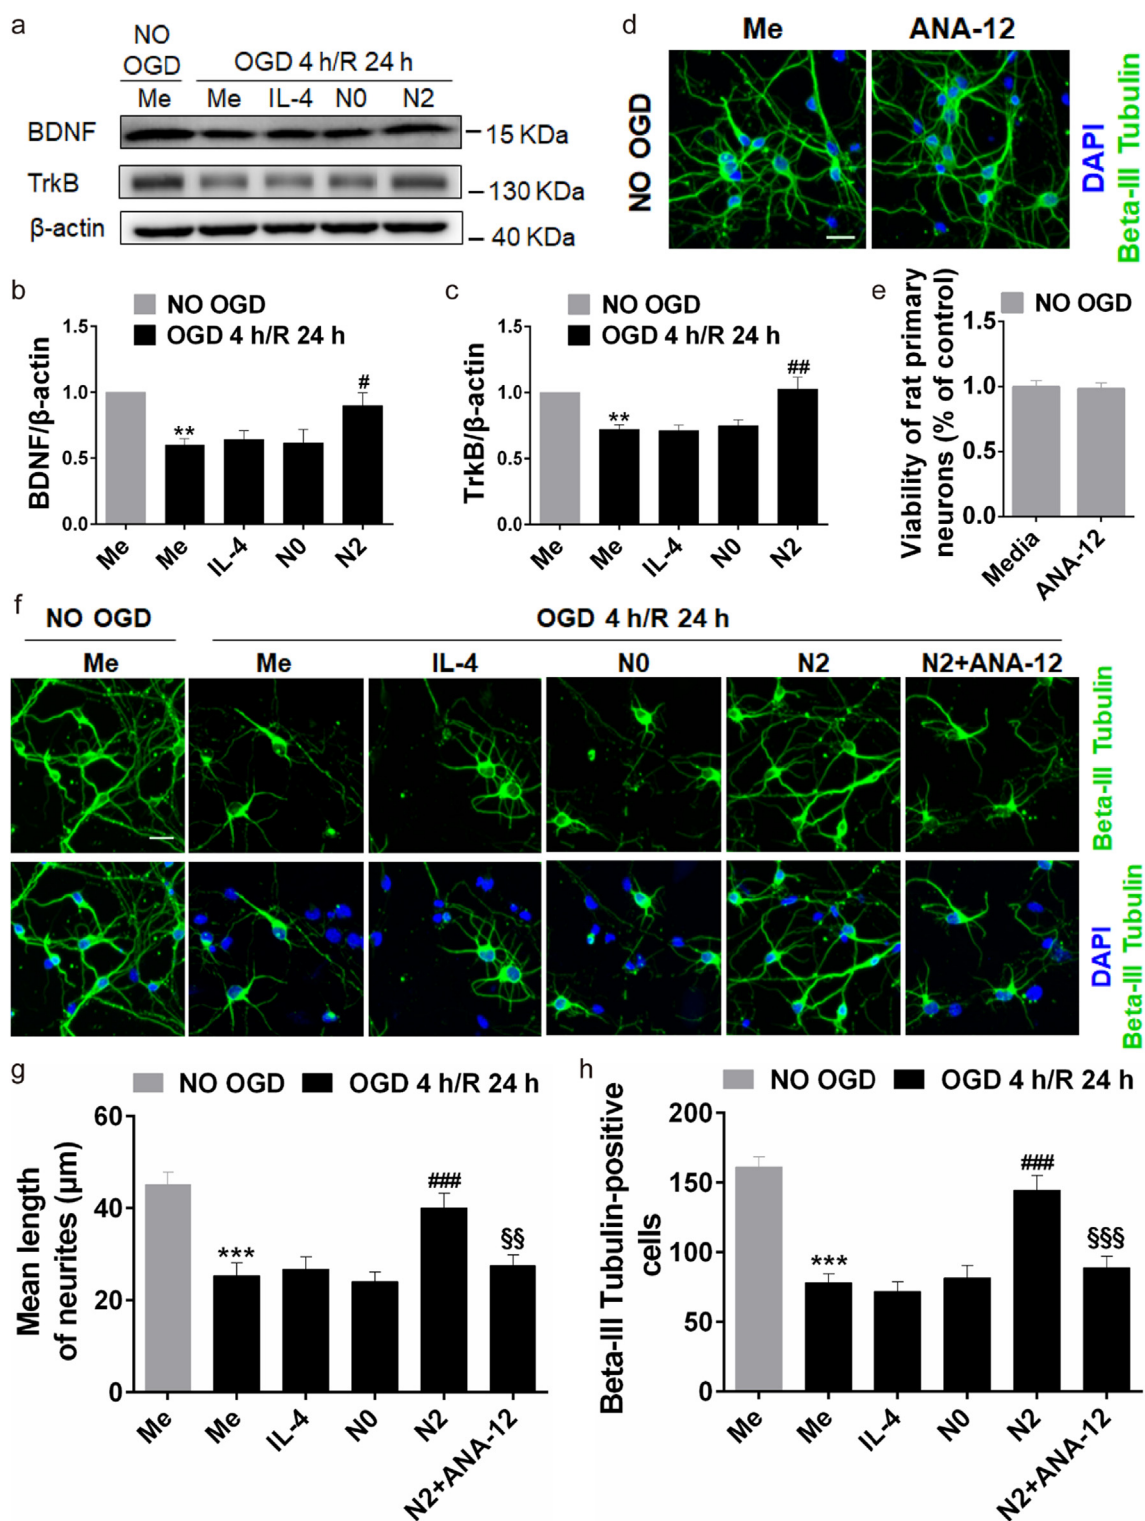 a
NO
OGD
OGD 4 h/R 24 h
Me Me IL-4 N0 N2
BDNF
15 KDa
TrkB
130 KDa
β-actin
40 KDa
d
Me ANA-12
NO OGD
DAPI
Beta-III Tubulin
b
NO OGD
OGD 4 h/R 24 h
BDNF/β-actin
1.5
1.0
0.5
0.0
**
#
Me Me IL-4 N0 N2
c
NO OGD
OGD 4 h/R 24 h
TrkB/β-actin
1.5
1.0
0.5
0.0
**
##
Me Me IL-4 N0 N2
e
NO OGD
Viability of rat primary
neurons (% of control)
1.5
1.0
0.5
0.0
Media ANA-12
f
NO OGD OGD 4 h/R 24 h
Me Me IL-4 N0 N2 N2+ANA-12
Beta-III Tubulin
DAPI
Beta-III Tubulin
g
NO OGD OGD 4 h/R 24 h
Mean length
of neurites (μm)
60
40
20
0
***
###
§§
Me Me IL-4 N0 N2 N2+ANA-12
h
NO OGD OGD 4 h/R 24 h
Beta-III Tubulin-positive
cells
200
150
100
50
0
***
###
§§§
Me Me IL-4 N0 N2 N2+ANA-12